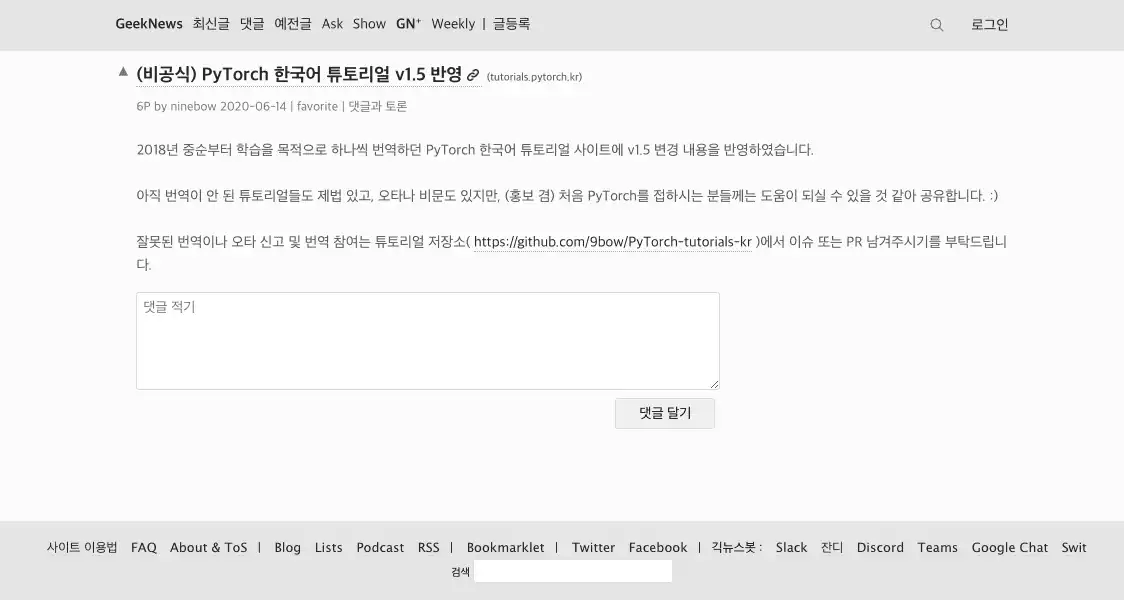 GeekNews 최신글 댓글 예전글 Ask Show GN⁺ Weekly | 글등록 로그인
▲ (비공식) PyTorch 한국어 튜토리얼 v1.5 반영 (tutorials.pytorch.kr)
6P by ninebow 2020-06-14 | favorite | 댓글과 토론
2018년 중순부터 학습을 목적으로 하나씩 번역하던 PyTorch 한국어 튜토리얼 사이트에 v1.5 변경 내용을 반영하였습니다.
아직 번역이 안 된 튜토리얼들도 제법 있고, 오타나 비문도 있지만, (홍보 겸) 처음 PyTorch를 접하시는 분들께는 도움이 되실 수 있을 것 같아 공유합니다. :)
잘못된 번역이나 오타 신고 및 번역 참여는 튜토리얼 저장소( https://github.com/9bow/PyTorch-tutorials-kr )에서 이슈 또는 PR 남겨주시기를 부탁드립니
다.
댓글 적기
댓글 달기
사이트 이용법 FAQ About & ToS | Blog Lists Podcast RSS | Bookmarklet | Twitter Facebook | 긱뉴스봇 : Slack 잔디 Discord Teams Google Chat Swit
검색